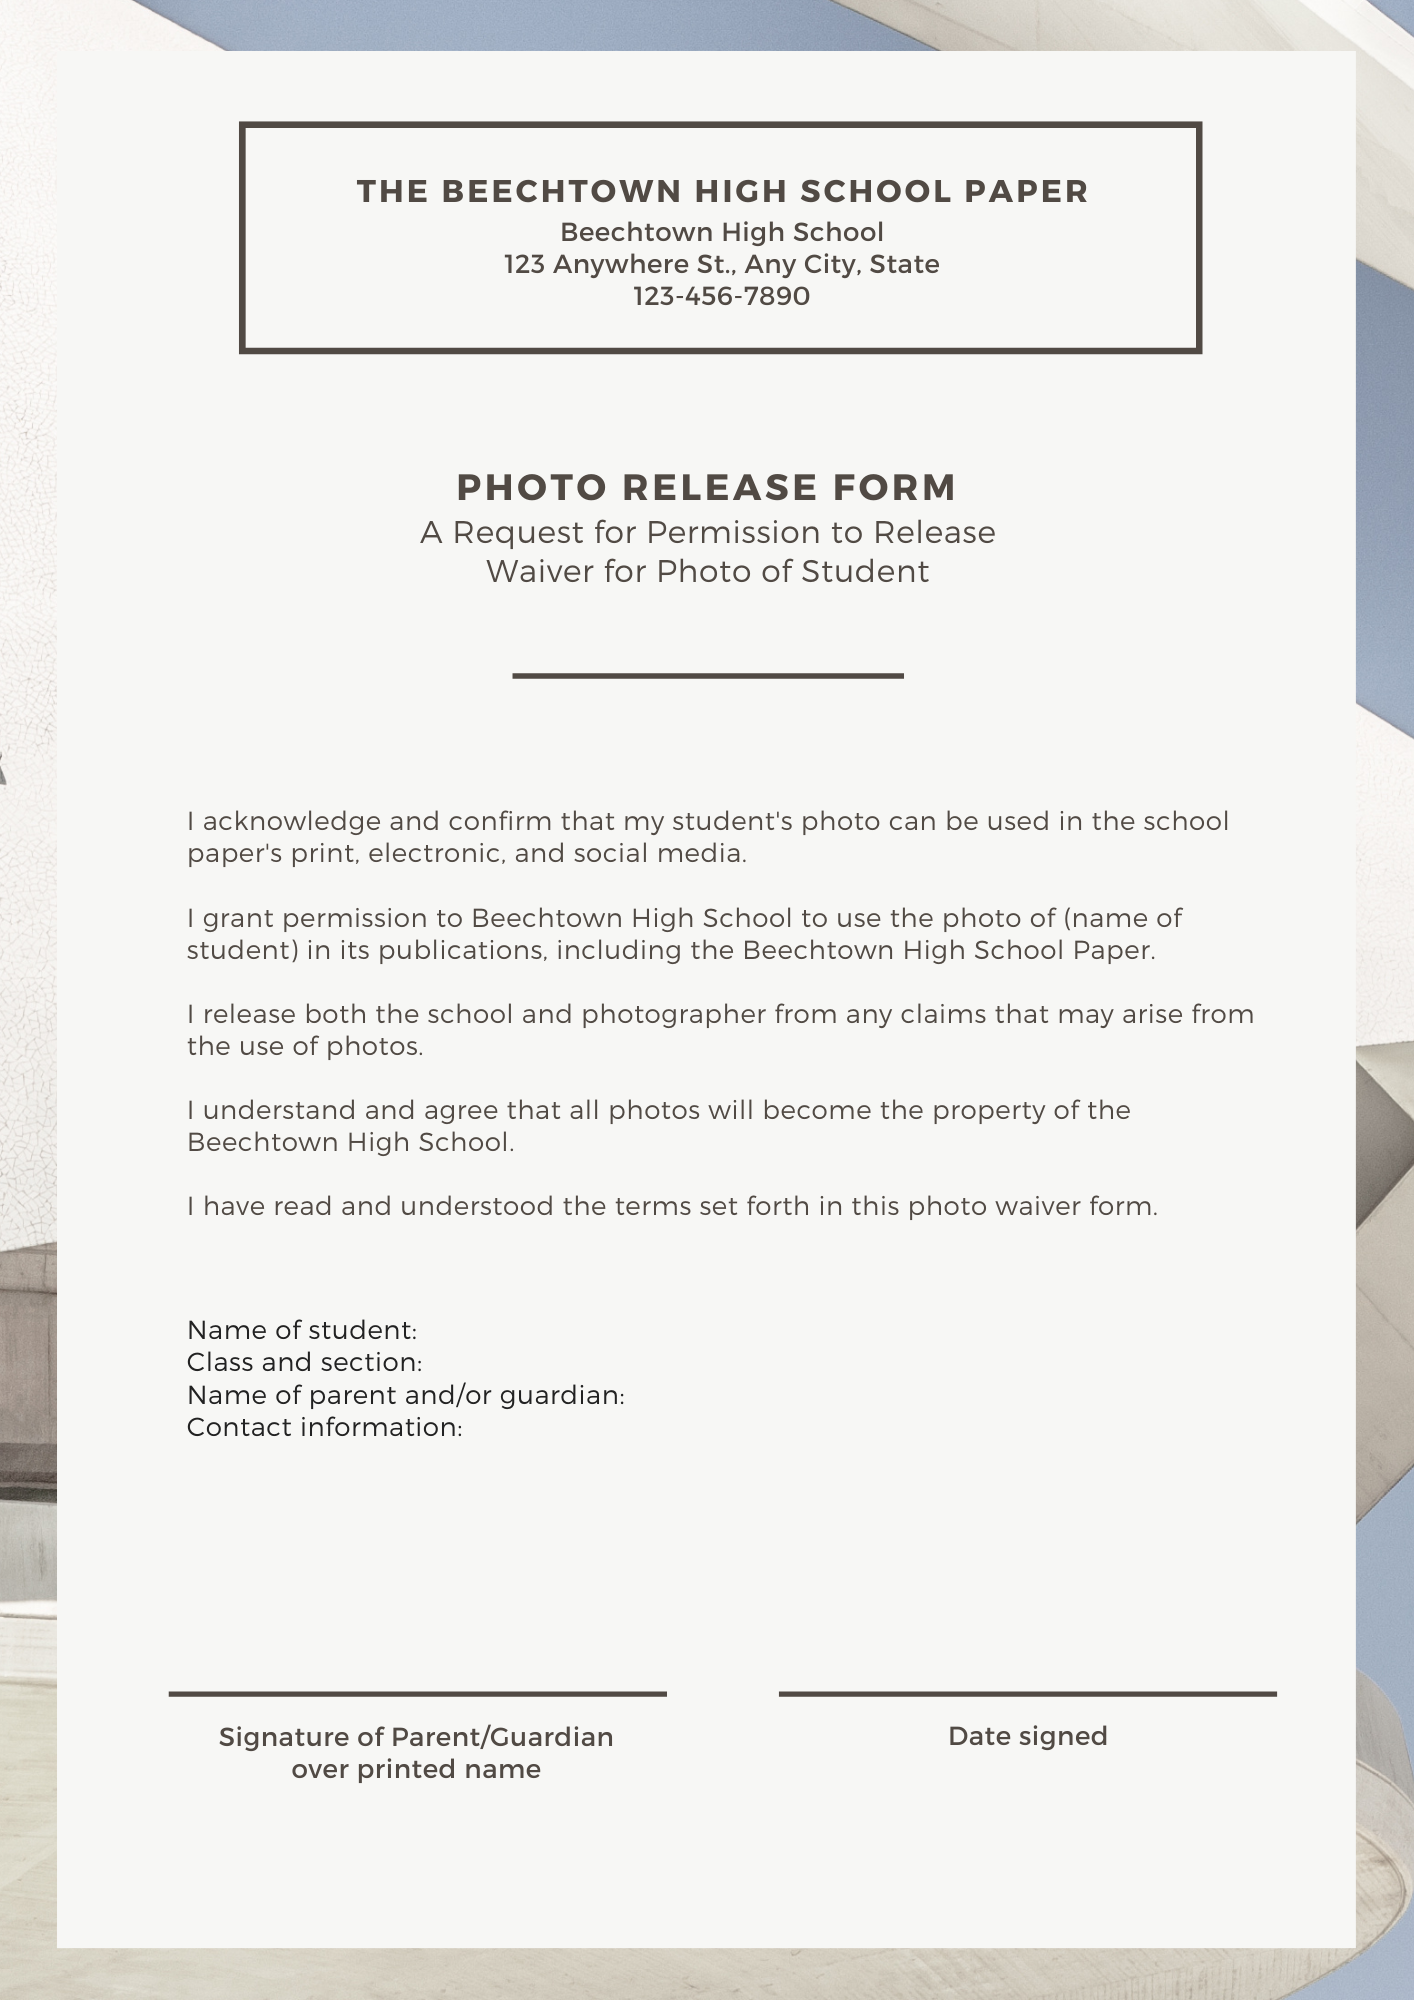 THE BEECHTOWN HIGH SCHOOL PAPER
Beechtown High School
123 Anywhere St., Any City, State
123-456-7890
PHOTO RELEASE FORM
A Request for Permission to Release
Waiver for Photo of Student
I acknowledge and confirm that my student's photo can be used in the school
paper's print, electronic, and social media.
I grant permission to Beechtown High School to use the photo of (name of
student) in its publications, including the Beechtown High School Paper.
I release both the school and photographer from any claims that may arise from
the use of photos.
I understand and agree that all photos will become the property of the
Beechtown High School.
I have read and understood the terms set forth in this photo waiver form.
Name of student:
Class and section:
Name of parent and/or guardian:
Contact information:
Signature of Parent/Guardian
over printed name
Date signed